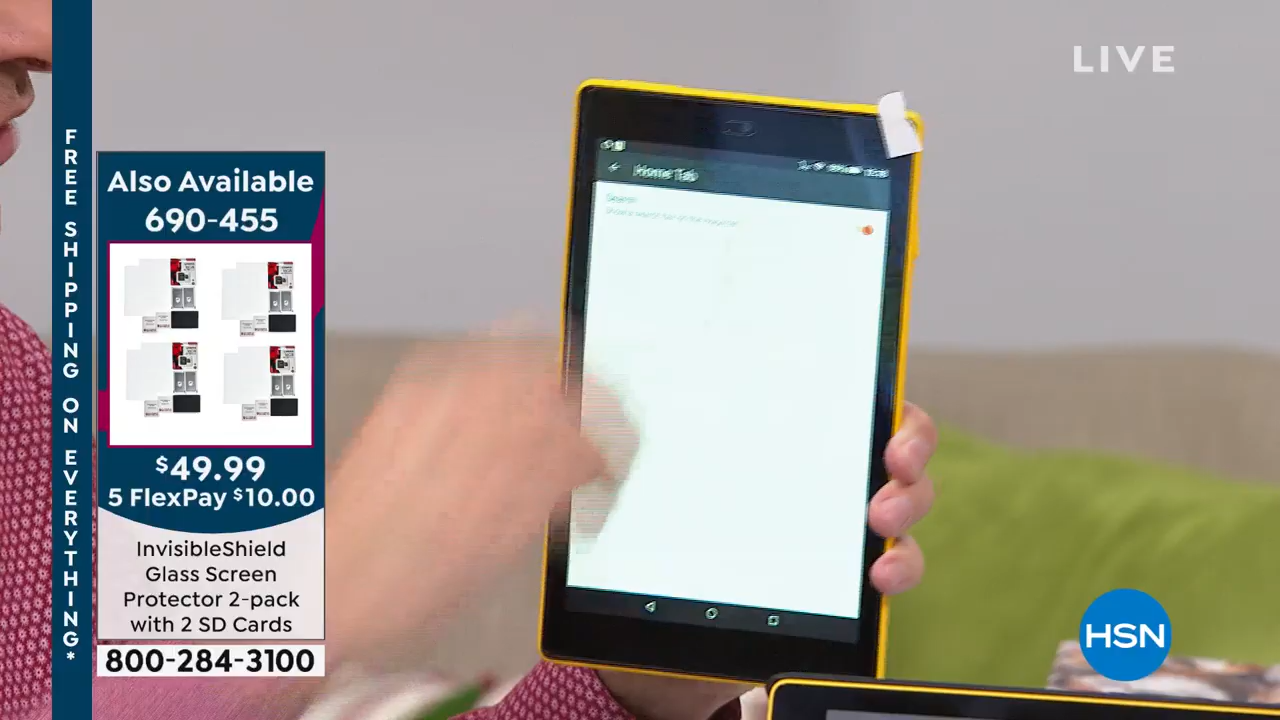 FREE SHIPPING ON EVERYTHING*
Also Available
690-455
$49.99
5 FlexPay $10.00
InvisibleShield
Glass Screen
Protector 2-pack
with 2 SD Cards
800-284-3100
LIVE
Home Tab
Search
HSN